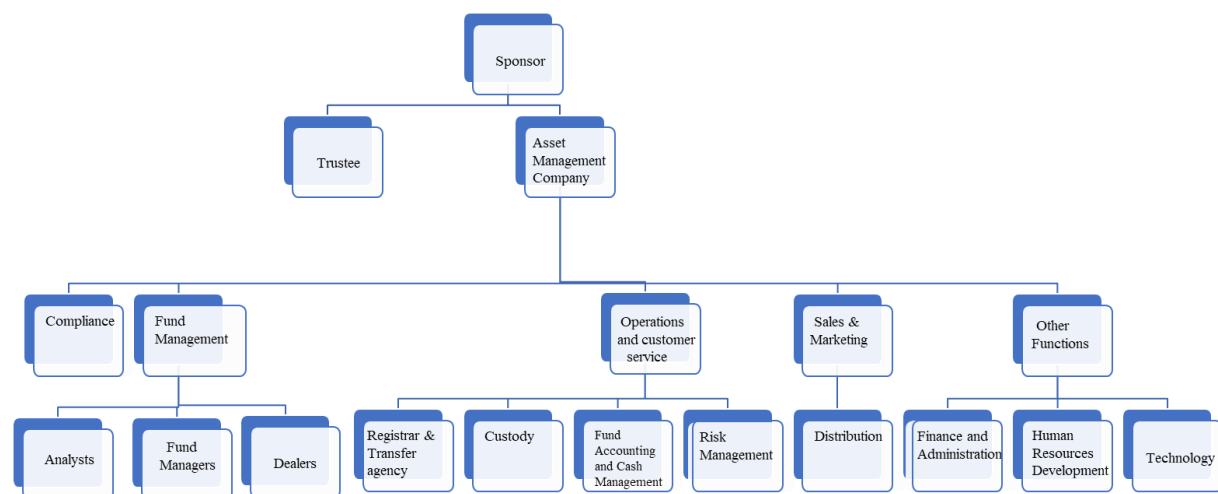 Sponsor
Trustee
Asset
Management
Company
Compliance
Fund
Management
Operations
and customer
service
Sales &
Marketing
Other
Functions
Analysts
Fund
Managers
Dealers
Registrar &
Transfer
agency
Custody
Fund
Accounting
and Cash
Management
Risk
Management
Distribution
Finance and
Administration
Human
Resources
Development
Technology